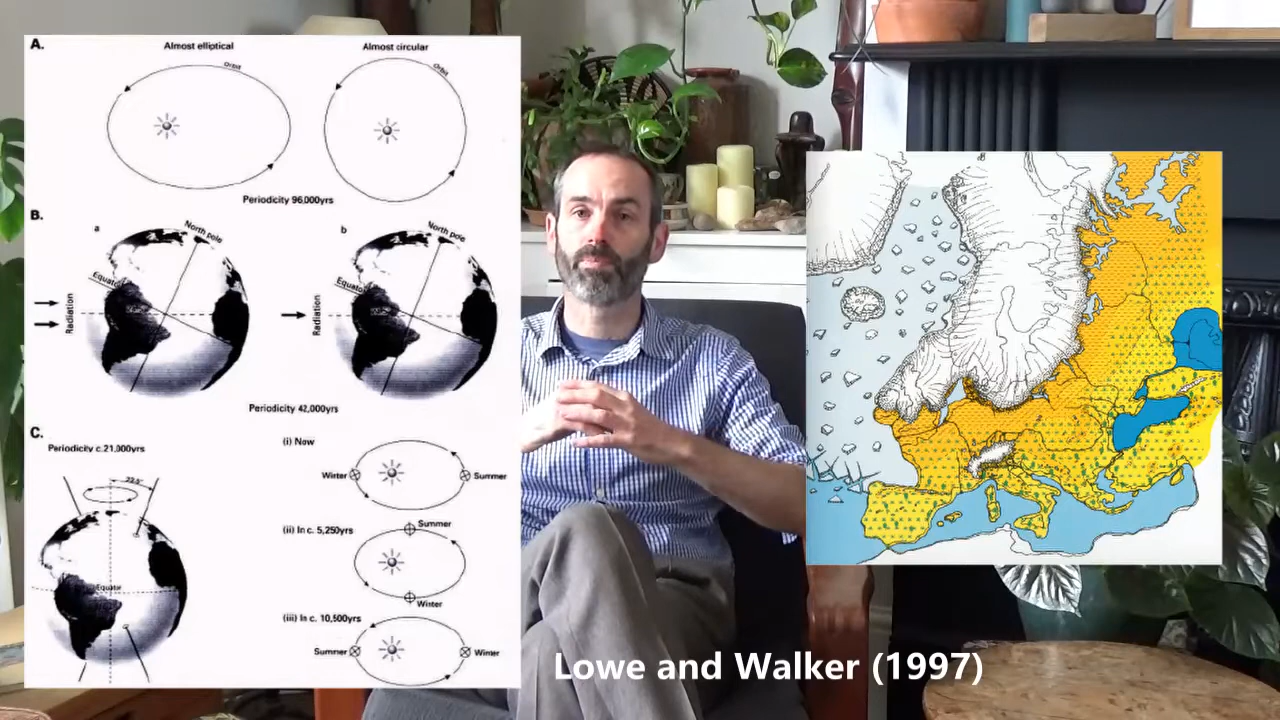 A.
Almost elliptical
Almost circular
Orbit
Orbit
Periodicity 96,000yrs
B.
a
b
North pole
North pole
Equator
Equator
Radiation
Radiation
Periodicity 42,000yrs
C.
Periodicity c.21,000yrs
23.5°
Equator
(i) Now
Winter
Summer
(ii) In c. 5,250yrs
Summer
Winter
(iii) In c. 10,500yrs
Summer
Winter
Lowe and Walker (1997)